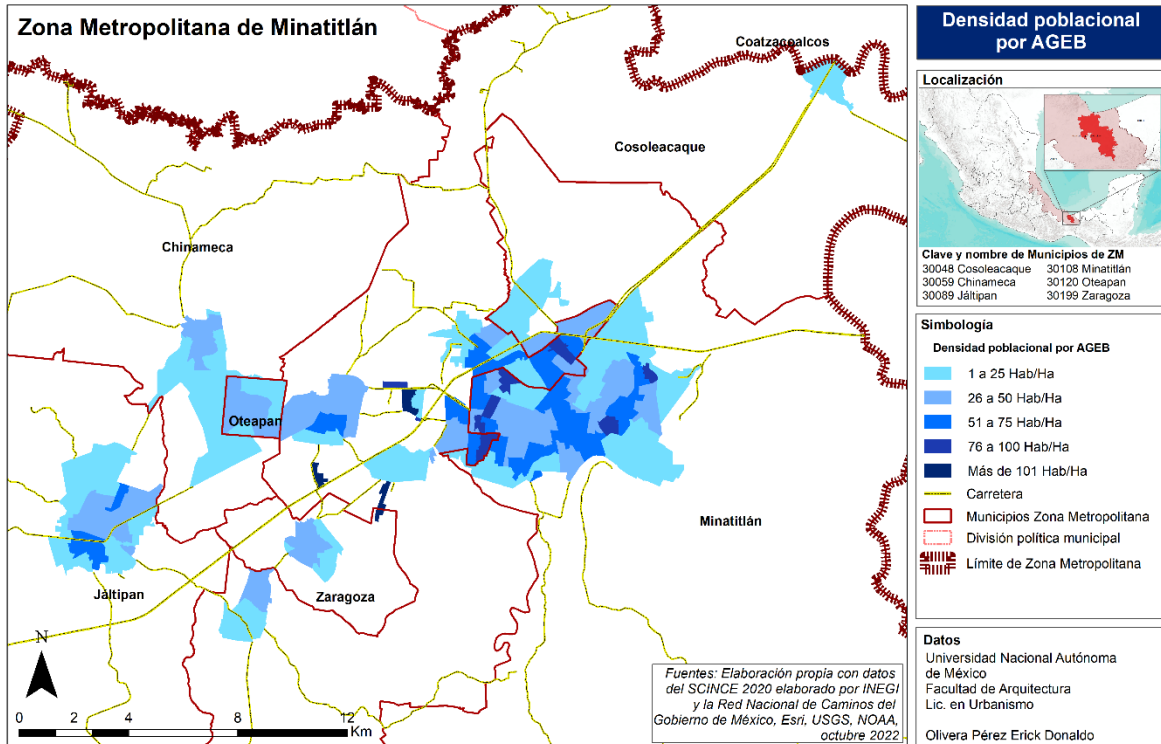 Zona Metropolitana de Minatitlán
Coatzacoalcos
Cosoleacaque
Chinameca
Oteapan
Minatitlán
Jáltipan
Zaragoza
N
0 2 4 8 12
Km
Fuentes: Elaboración propia con datos
del SCINCE 2020 elaborado por INEGI
y la Red Nacional de Caminos del
Gobierno de México, Esri, USGS, NOAA,
octubre 2022
Densidad poblacional
por AGEB
Localización
Clave y nombre de Municipios de ZM
30048 Cosoleacaque 30108 Minatitlán
30059 Chinameca 30120 Oteapan
30089 Jáltipan 30199 Zaragoza
Simbología
Densidad poblacional por AGEB
1 a 25 Hab/Ha
26 a 50 Hab/Ha
51 a 75 Hab/Ha
76 a 100 Hab/Ha
Más de 101 Hab/Ha
Carretera
Municipios Zona Metropolitana
División política municipal
Límite de Zona Metropolitana
Datos
Universidad Nacional Autónoma
de México
Facultad de Arquitectura
Lic. en Urbanismo
Olivera Pérez Erick Donaldo